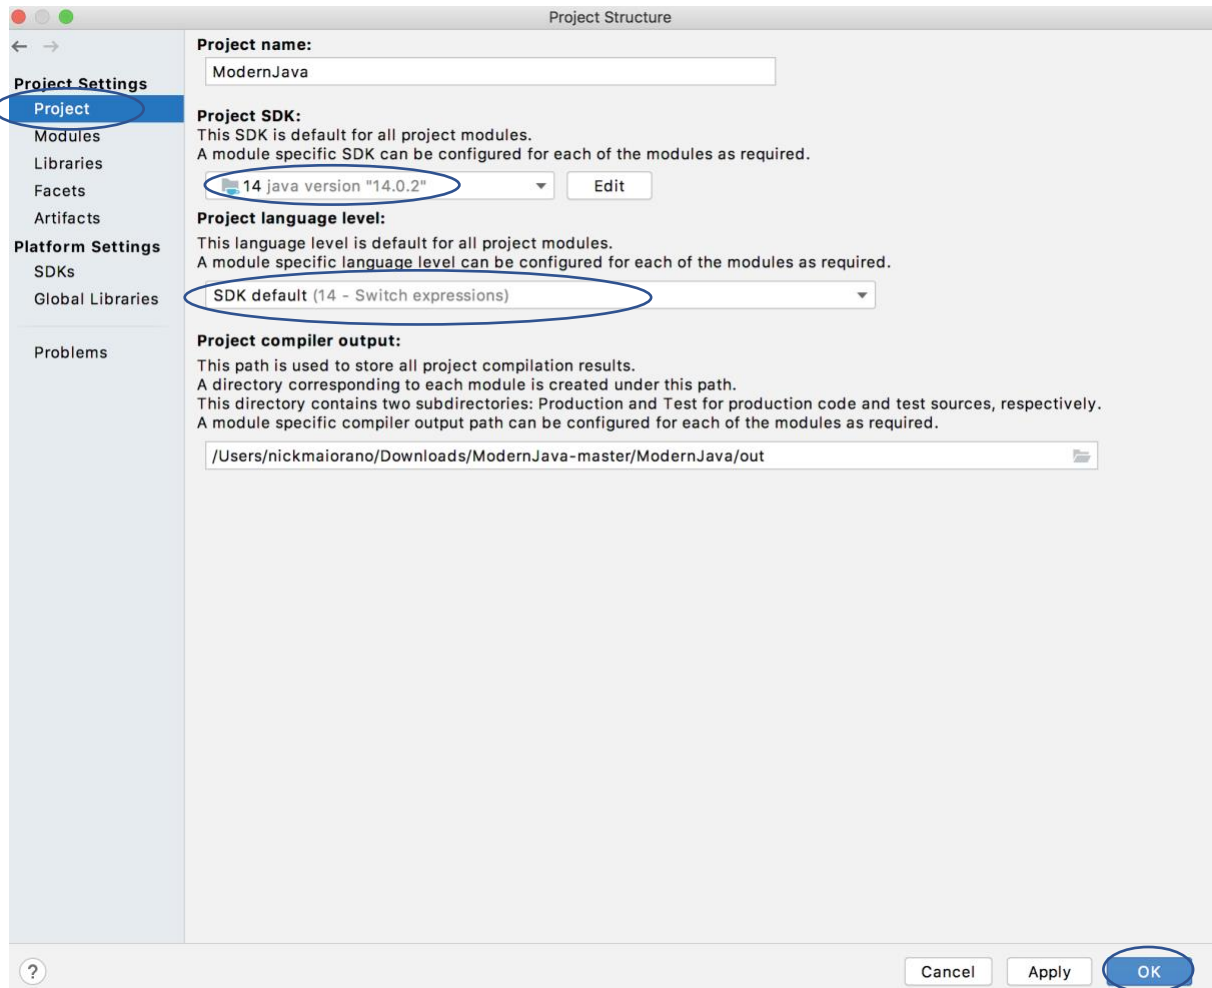 Project Structure
Project Settings
Project
Modules
Libraries
Facets
Artifacts
Platform Settings
SDKs
Global Libraries
Problems
Project name:
ModernJava
Project SDK:
This SDK is default for all project modules.
A module specific SDK can be configured for each of the modules as required.
14 java version "14.0.2"
Edit
Project language level:
This language level is default for all project modules.
A module specific language level can be configured for each of the modules as required.
SDK default (14 - Switch expressions)
Project compiler output:
This path is used to store all project compilation results.
A directory corresponding to each module is created under this path.
This directory contains two subdirectories: Production and Test for production code and test sources, respectively.
A module specific compiler output path can be configured for each of the modules as required.
/Users/nickmaiorano/Downloads/ModernJava-master/ModernJava/out
?
Cancel
Apply
OK